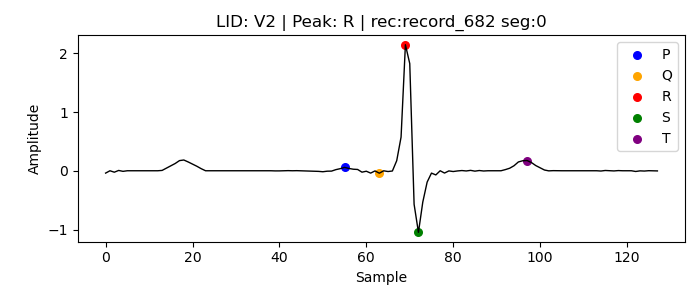 LID: V2 | Peak: R | rec:record_682 seg:0
Amplitude
2
1
0
−1
0
20
40
60
80
100
120
Sample
P
Q
R
S
T